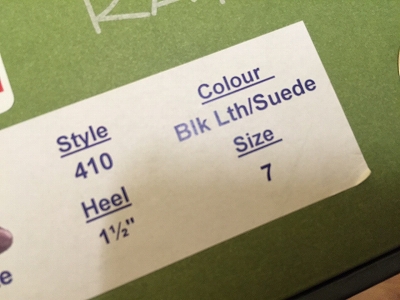 Style
410
Heel
1½"
Colour
Blk Lth/Suede
Size
7